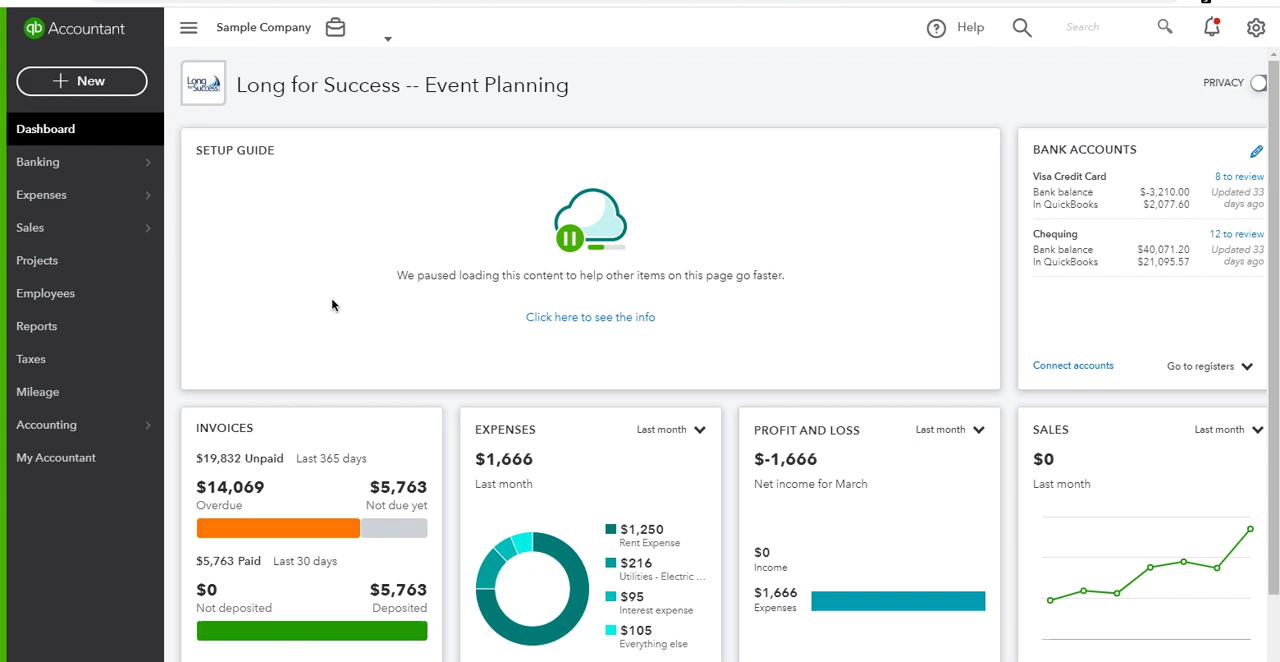 qb Accountant
Sample Company
Help
Search
+ New
Dashboard
Banking
Expenses
Sales
Projects
Employees
Reports
Taxes
Mileage
Accounting
My Accountant
Long for Success
Long for Success -- Event Planning
PRIVACY
SETUP GUIDE
We paused loading this content to help other items on this page go faster.
Click here to see the info
BANK ACCOUNTS
Visa Credit Card 8 to review
Bank balance $-3,210.00 Updated 33
In QuickBooks $2,077.60 days ago
Chequing 12 to review
Bank balance $40,071.20 Updated 33
In QuickBooks $21,095.57 days ago
Connect accounts Go to registers
INVOICES
$19,832 Unpaid Last 365 days
$14,069 $5,763
Overdue Not due yet
$5,763 Paid Last 30 days
$0 $5,763
Not deposited Deposited
EXPENSES Last month
$1,666
Last month
$1,250
Rent Expense
$216
Utilities - Electric ...
$95
Interest expense
$105
Everything else
PROFIT AND LOSS Last month
$-1,666
Net income for March
$0
Income
$1,666
Expenses
SALES Last month
$0
Last month